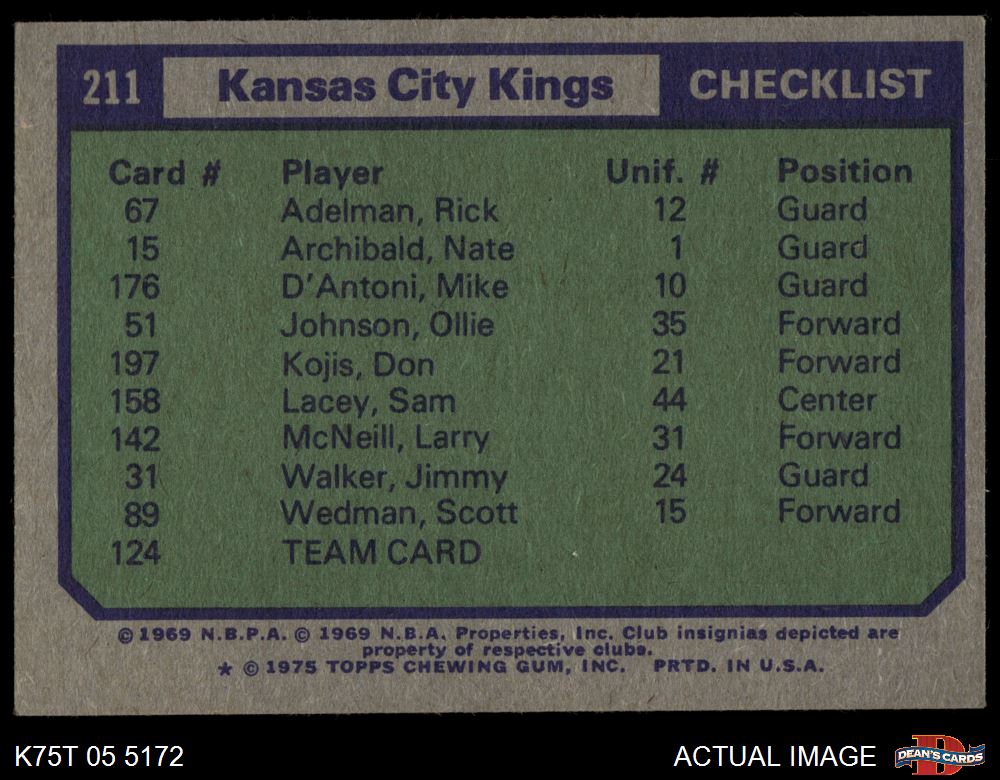 211 Kansas City Kings CHECKLIST
Card # Player Unif. # Position
67 Adelman, Rick 12 Guard
15 Archibald, Nate 1 Guard
176 D'Antoni, Mike 10 Guard
51 Johnson, Ollie 35 Forward
197 Kojis, Don 21 Forward
158 Lacey, Sam 44 Center
142 McNeill, Larry 31 Forward
31 Walker, Jimmy 24 Guard
89 Wedman, Scott 15 Forward
124 TEAM CARD
© 1969 N.B.P.A. © 1969 N.B.A. Properties, Inc. Club insignias depicted are
property of respective clubs.
* © 1975 TOPPS CHEWING GUM, INC. PRTD. IN U.S.A.
K75T 05 5172 ACTUAL IMAGE D DEAN'S CARDS